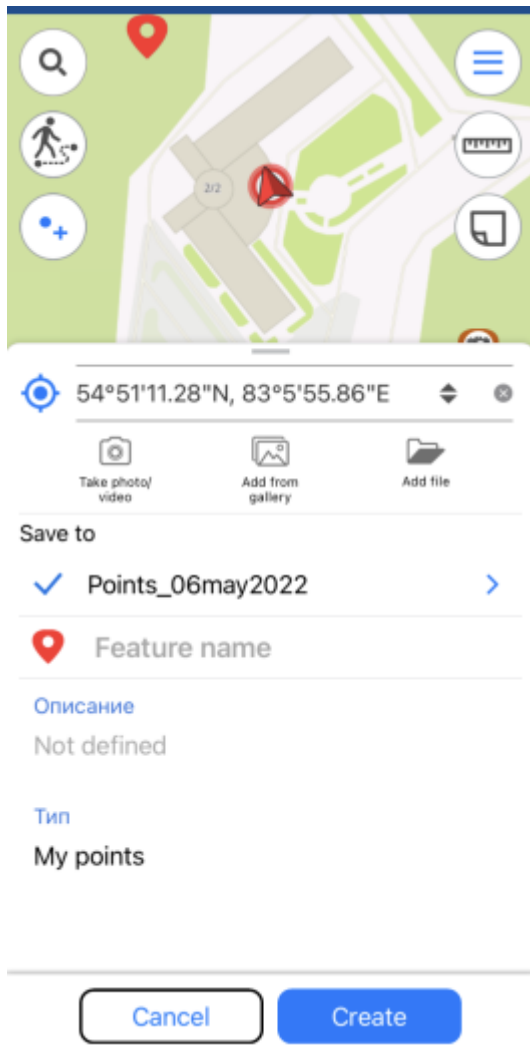 2/2
54°51'11.28"N, 83°5'55.86"E
Take photo/
video
Add from
gallery
Add file
Save to
Points_06may2022
Feature name
Описание
Not defined
Тип
My points
Cancel
Create